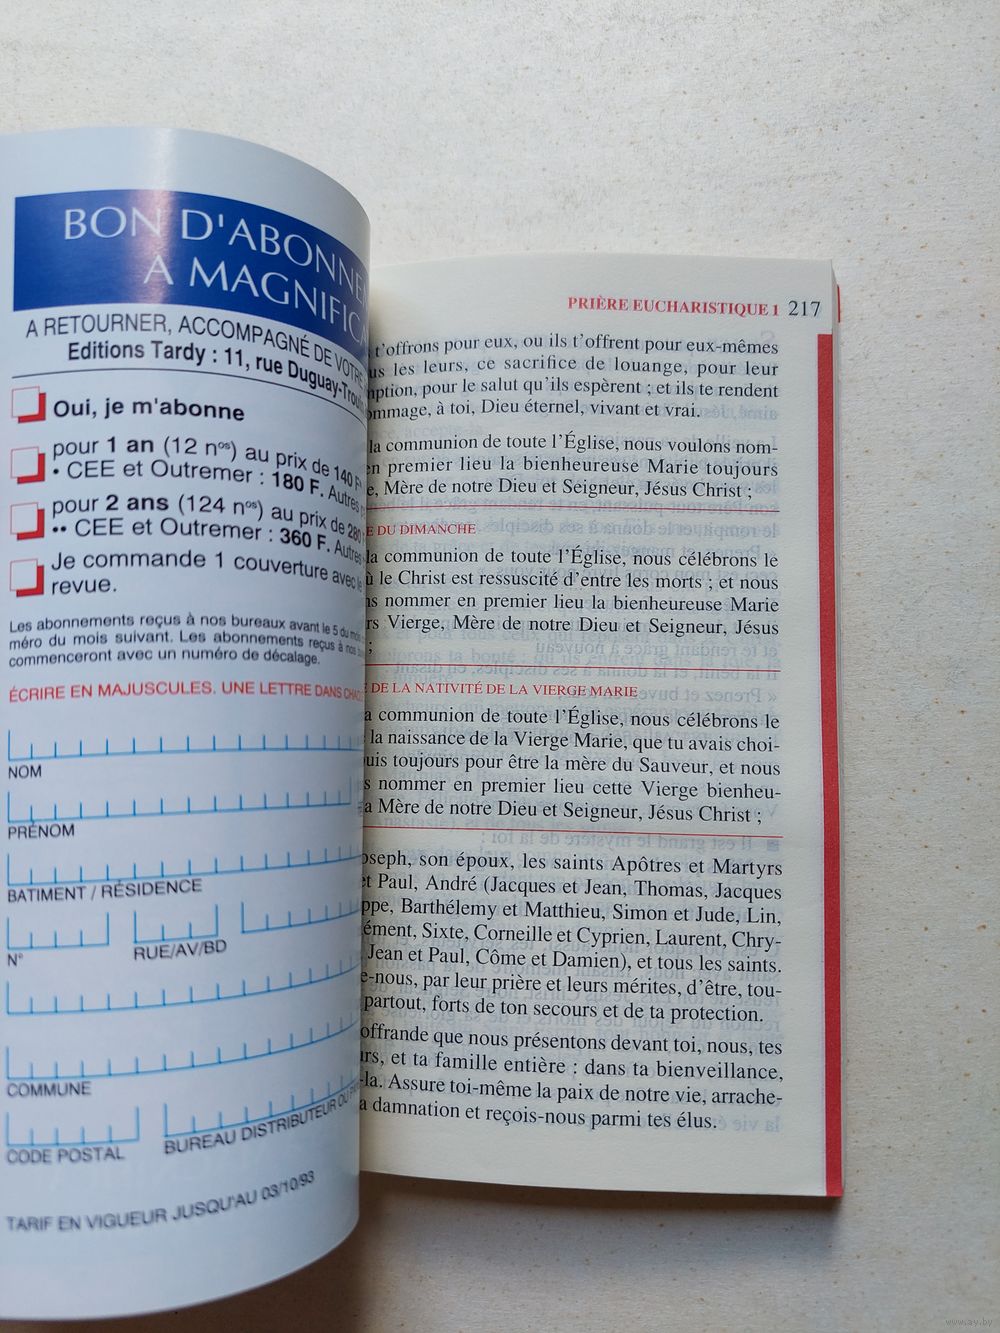 BON D'ABONNE
A MAGNIFICA
A RETOURNER, ACCOMPAGNÉ DE VOTRE
Editions Tardy : 11, rue Duguay-Trouin
Oui, je m'abonne
pour 1 an (12 nos) au prix de 140 F
• CEE et Outremer : 180 F. Autres
pour 2 ans (124 nos) au prix de 280
•• CEE et Outremer : 360 F. Autres
Je commande 1 couverture avec le
revue.
Les abonnements reçus à nos bureaux avant le 5 du mois
méro du mois suivant. Les abonnements reçus à nos
commenceront avec un numéro de décalage.
ÉCRIRE EN MAJUSCULES. UNE LETTRE DANS CHAQUE
NOM
PRÉNOM
BATIMENT / RÉSIDENCE
N° RUE/AV/BD
COMMUNE
CODE POSTAL BUREAU DISTRIBUTEUR OU
TARIF EN VIGUEUR JUSQU'AU 03/10/93
PRIÈRE EUCHARISTIQUE 1 217
t'offrons pour eux, ou ils t'offrent pour eux-mêmes
us les leurs, ce sacrifice de louange, pour leur
mption, pour le salut qu'ils espèrent ; et ils te rendent
ommage, à toi, Dieu éternel, vivant et vrai.
la communion de toute l'Église, nous voulons nom-
en premier lieu la bienheureuse Marie toujours
e, Mère de notre Dieu et Seigneur, Jésus Christ ;
E DU DIMANCHE
la communion de toute l'Église, nous célébrons le
ù le Christ est ressuscité d'entre les morts ; et nous
ns nommer en premier lieu la bienheureuse Marie
rs Vierge, Mère de notre Dieu et Seigneur, Jésus
;
E DE LA NATIVITÉ DE LA VIERGE MARIE
a communion de toute l'Église, nous célébrons le
la naissance de la Vierge Marie, que tu avais choi-
uis toujours pour être la mère du Sauveur, et nous
s nommer en premier lieu cette Vierge bienheu-
a Mère de notre Dieu et Seigneur, Jésus Christ ;
oseph, son époux, les saints Apôtres et Martyrs
et Paul, André (Jacques et Jean, Thomas, Jacques
ppe, Barthélemy et Matthieu, Simon et Jude, Lin,
lément, Sixte, Corneille et Cyprien, Laurent, Chry-
Jean et Paul, Côme et Damien), et tous les saints.
e-nous, par leur prière et leurs mérites, d'être, tou-
partout, forts de ton secours et de ta protection.
offrande que nous présentons devant toi, nous, tes
urs, et ta famille entière : dans ta bienveillance,
-la. Assure toi-même la paix de notre vie, arrache-
a damnation et reçois-nous parmi tes élus.
www.ay.by